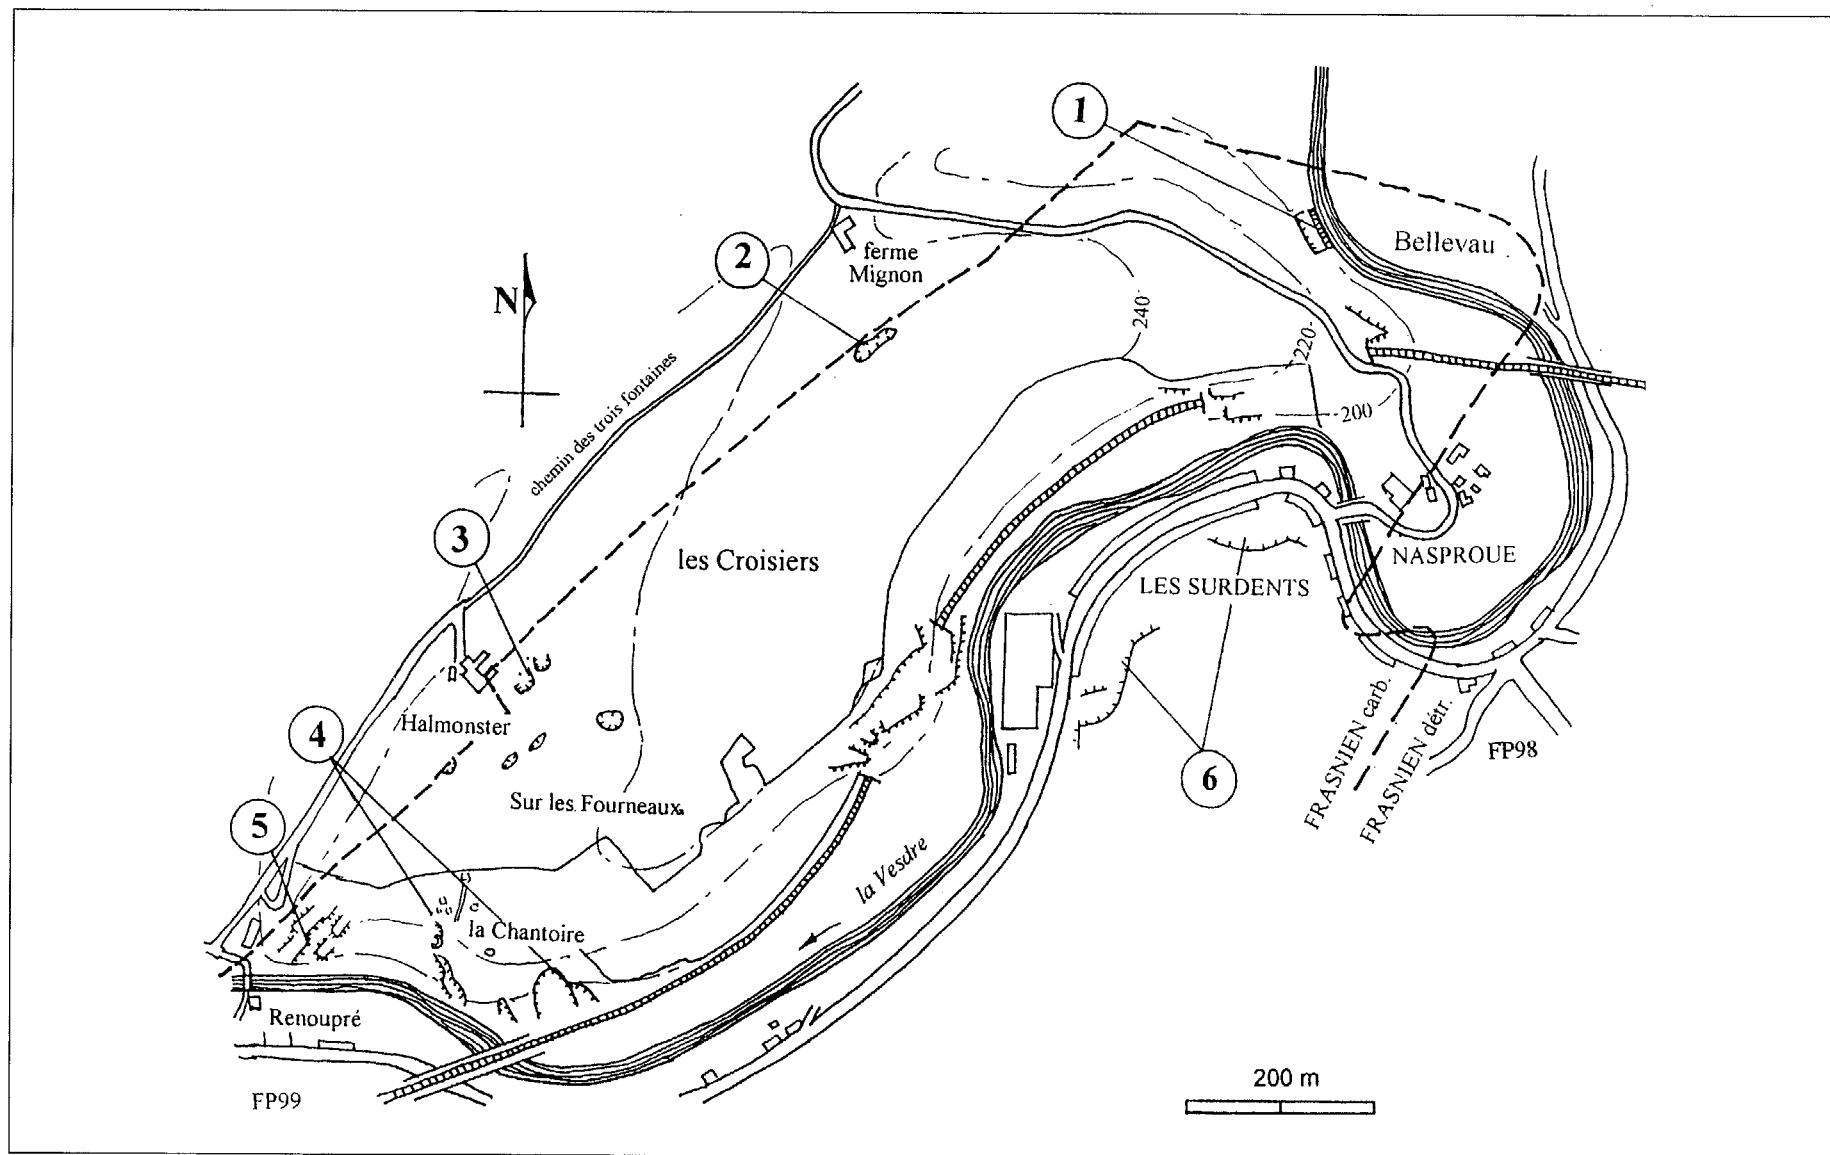 1
Bellevau
2
ferme
Mignon
N
240
220
chemin des trois fontaines
200
3
les Croisiers
NASPROUE
LES SURDENTS
4
Halmonster
FRASNIEN carb.
FRASNIEN détr.
FP98
6
Sur les Fourneaux
5
la Vesdre
la Chantoire
Renoupré
FP99
200 m